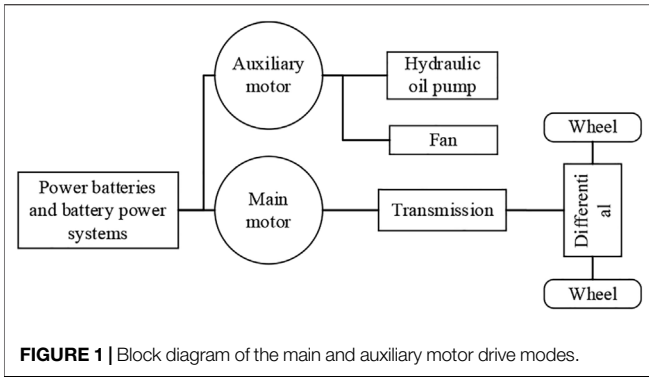 Auxiliary
motor
Hydraulic
oil pump
Fan
Wheel
Power batteries
and battery power
systems
Main
motor
Transmission
Differenti
al
Wheel
FIGURE 1 | Block diagram of the main and auxiliary motor drive modes.